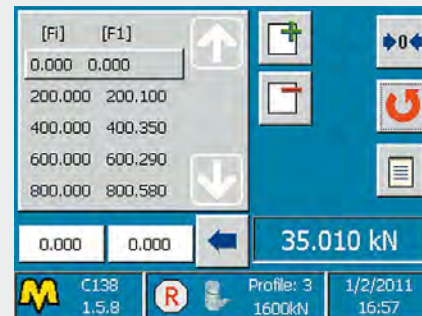 [Fi] [F1]
0.000 0.000
200.000 200.100
400.000 400.350
600.000 600.290
800.000 800.580
0.000 0.000
35.010 kN
0
C138
1.5.8
R
Profile: 3
1600kN
1/2/2011
16:57